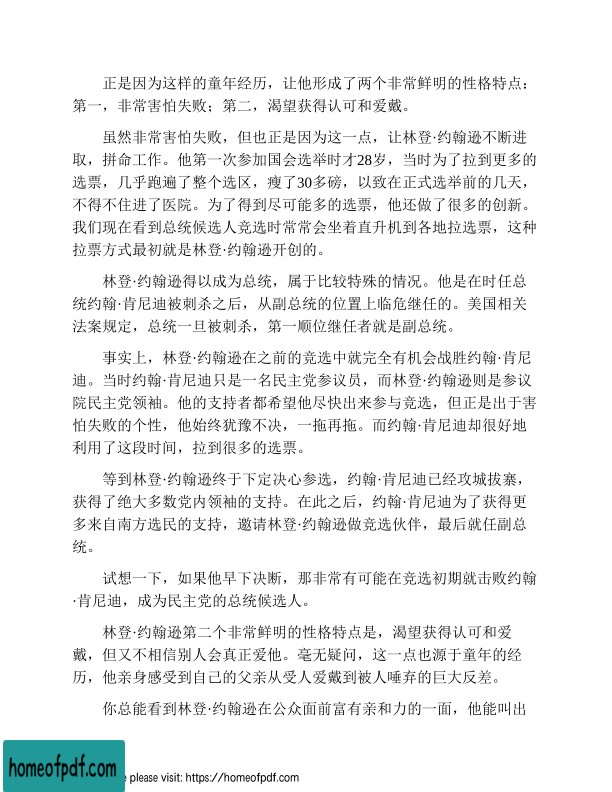 正是因为这样的童年经历，让他形成了两个非常鲜明的性格特点：
第一，非常害怕失败；第二，渴望获得认可和爱戴。
虽然非常害怕失败，但也正是因为这一点，让林登·约翰逊不断进
取，拼命工作。他第一次参加国会选举时才28岁，当时为了拉到更多的
选票，几乎跑遍了整个选区，瘦了30多磅，以致在正式选举前的几天，
不得不住进了医院。为了得到尽可能多的选票，他还做了很多的创新。
我们现在看到总统候选人竞选时常常会坐着直升机到各地拉选票，这种
拉票方式最初就是林登·约翰逊开创的。
林登·约翰逊得以成为总统，属于比较特殊的情况。他是在时任总
统约翰·肯尼迪被刺杀之后，从副总统的位置上临危继任的。美国相关
法案规定，总统一旦被刺杀，第一顺位继任者就是副总统。
事实上，林登·约翰逊在之前的竞选中就完全有机会战胜约翰·肯尼
迪。当时约翰·肯尼迪只是一名民主党参议员，而林登·约翰逊则是参议
院民主党领袖。他的支持者都希望他尽快出来参与竞选，但正是出于害
怕失败的个性，他始终犹豫不决，一拖再拖。而约翰·肯尼迪却很好地
利用了这段时间，拉到很多的选票。
等到林登·约翰逊终于下定决心参选，约翰·肯尼迪已经攻城拔寨，
获得了绝大多数党内领袖的支持。在此之后，约翰·肯尼迪为了获得更
多来自南方选民的支持，邀请林登·约翰逊做竞选伙伴，最后就任副总
统。
试想一下，如果他早下决断，那非常有可能在竞选初期就击败约翰
·肯尼迪，成为民主党的总统候选人。
林登·约翰逊第二个非常鲜明的性格特点是，渴望获得认可和爱
戴，但又不相信别人会真正爱他。毫无疑问，这一点也源于童年的经
历，他亲身感受到自己的父亲从受人爱戴到被人唾弃的巨大反差。
你总能看到林登·约翰逊在公众面前富有亲和力的一面，他能叫出
homeofpdf.com
e please visit: https://homeofpdf.com